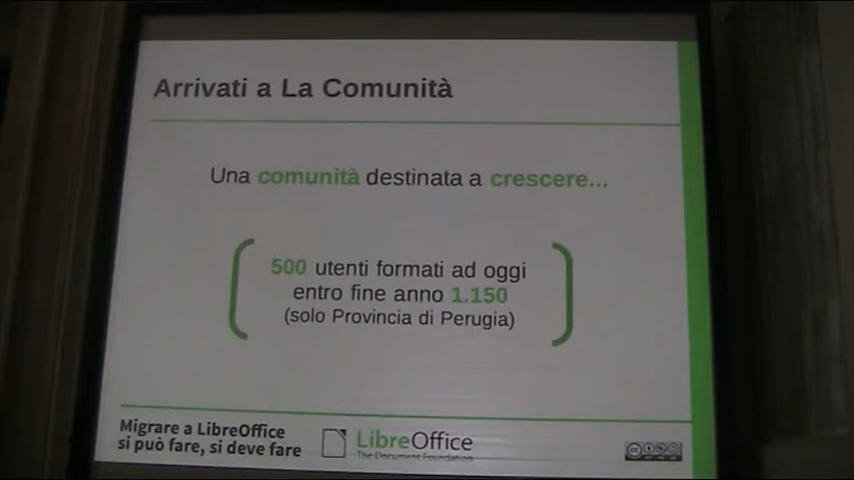 Arrivati a La Comunità
Una comunità destinata a crescere...
500 utenti formati ad oggi
entro fine anno 1.150
(solo Provincia di Perugia)
Migrare a LibreOffice
si può fare, si deve fare
LibreOffice
The Document Foundation